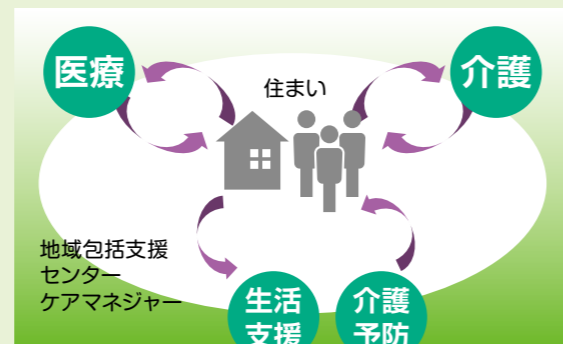 医療
介護
住まい
地域包括支援
センター
ケアマネジャー
生活
支援
介護
予防